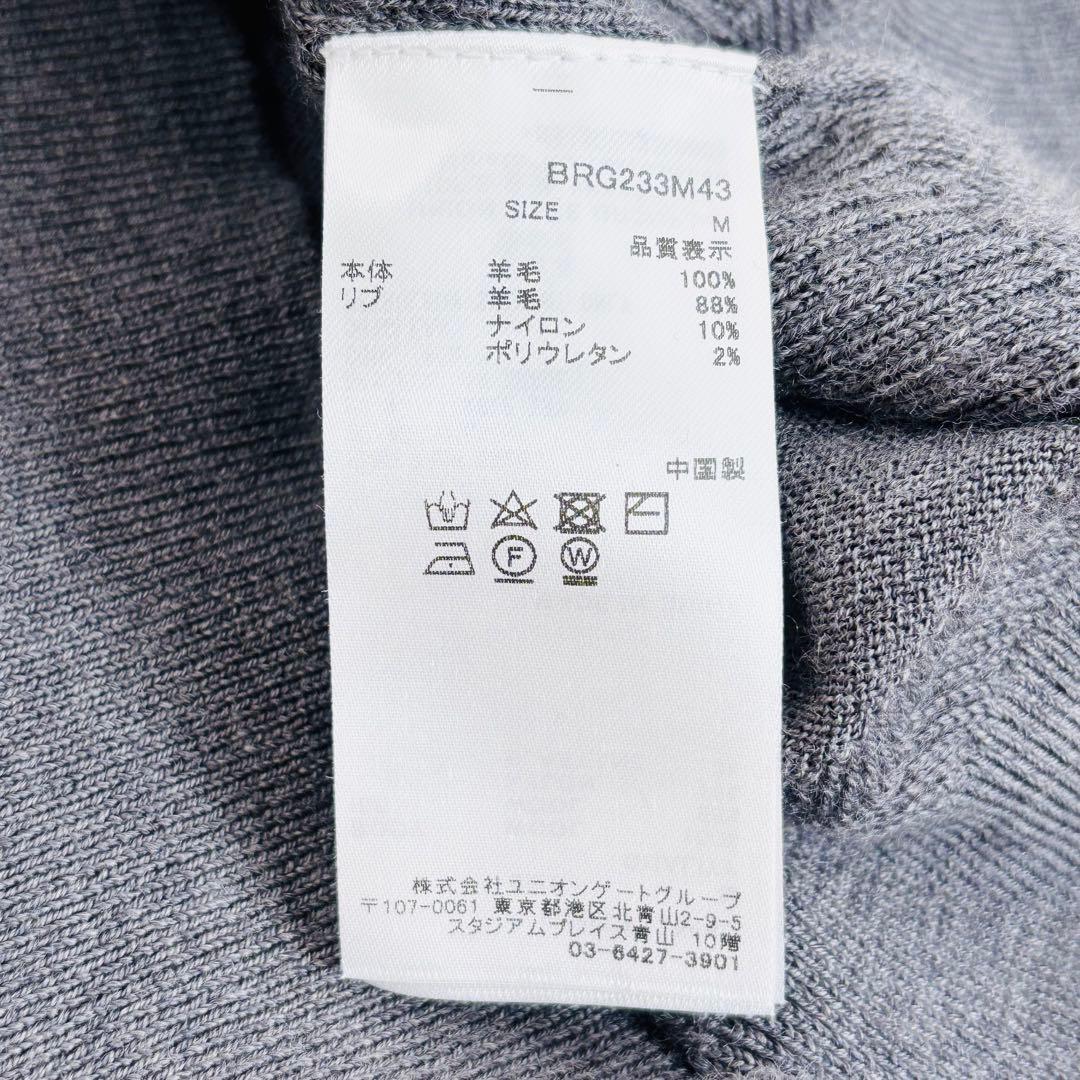 BRG233M43
SIZE M
品質表示
本体 羊毛 100%
リブ 羊毛 88%
ナイロン 10%
ポリウレタン 2%
中国製
F W
株式会社ユニオンゲートグループ
〒107-0061 東京都港区北青山2-9-5
スタジアムプレイス青山 10階
03-6427-3901